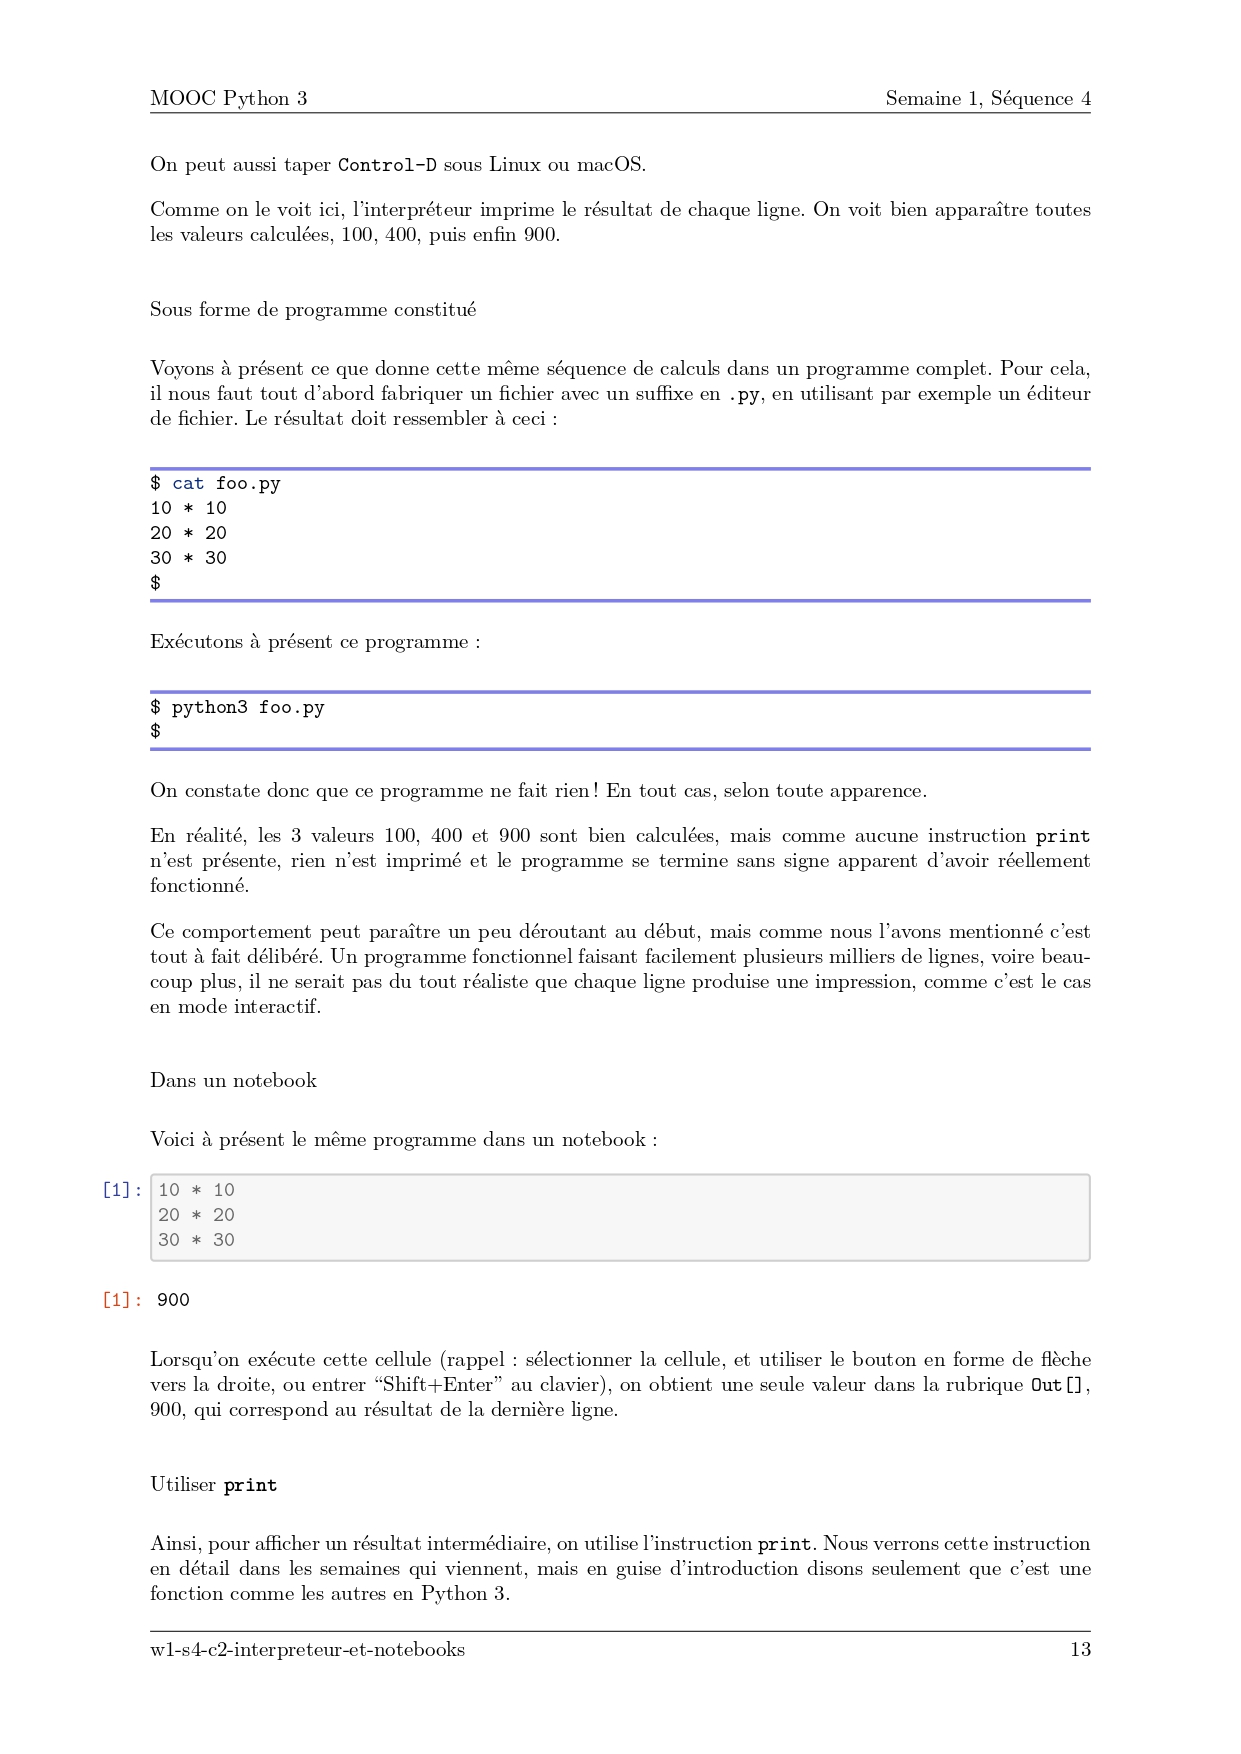 MOOC Python 3 Semaine 1, Séquence 4
On peut aussi taper Control-D sous Linux ou macOS.
Comme on le voit ici, l'interpréteur imprime le résultat de chaque ligne. On voit bien apparaître toutes
les valeurs calculées, 100, 400, puis enfin 900.
Sous forme de programme constitué
Voyons à présent ce que donne cette même séquence de calculs dans un programme complet. Pour cela,
il nous faut tout d'abord fabriquer un fichier avec un suffixe en .py, en utilisant par exemple un éditeur
de fichier. Le résultat doit ressembler à ceci :
$ cat foo.py
10 * 10
20 * 20
30 * 30
$
Exécutons à présent ce programme :
$ python3 foo.py
$
On constate donc que ce programme ne fait rien ! En tout cas, selon toute apparence.
En réalité, les 3 valeurs 100, 400 et 900 sont bien calculées, mais comme aucune instruction print
n'est présente, rien n'est imprimé et le programme se termine sans signe apparent d'avoir réellement
fonctionné.
Ce comportement peut paraître un peu déroutant au début, mais comme nous l'avons mentionné c'est
tout à fait délibéré. Un programme fonctionnel faisant facilement plusieurs milliers de lignes, voire beau-
coup plus, il ne serait pas du tout réaliste que chaque ligne produise une impression, comme c'est le cas
en mode interactif.
Dans un notebook
Voici à présent le même programme dans un notebook :
[1]: 10 * 10
20 * 20
30 * 30
[1]: 900
Lorsqu'on exécute cette cellule (rappel : sélectionner la cellule, et utiliser le bouton en forme de flèche
vers la droite, ou entrer “Shift+Enter” au clavier), on obtient une seule valeur dans la rubrique Out[],
900, qui correspond au résultat de la dernière ligne.
Utiliser print
Ainsi, pour afficher un résultat intermédiaire, on utilise l'instruction print. Nous verrons cette instruction
en détail dans les semaines qui viennent, mais en guise d'introduction disons seulement que c'est une
fonction comme les autres en Python 3.
w1-s4-c2-interpreteur-et-notebooks 13